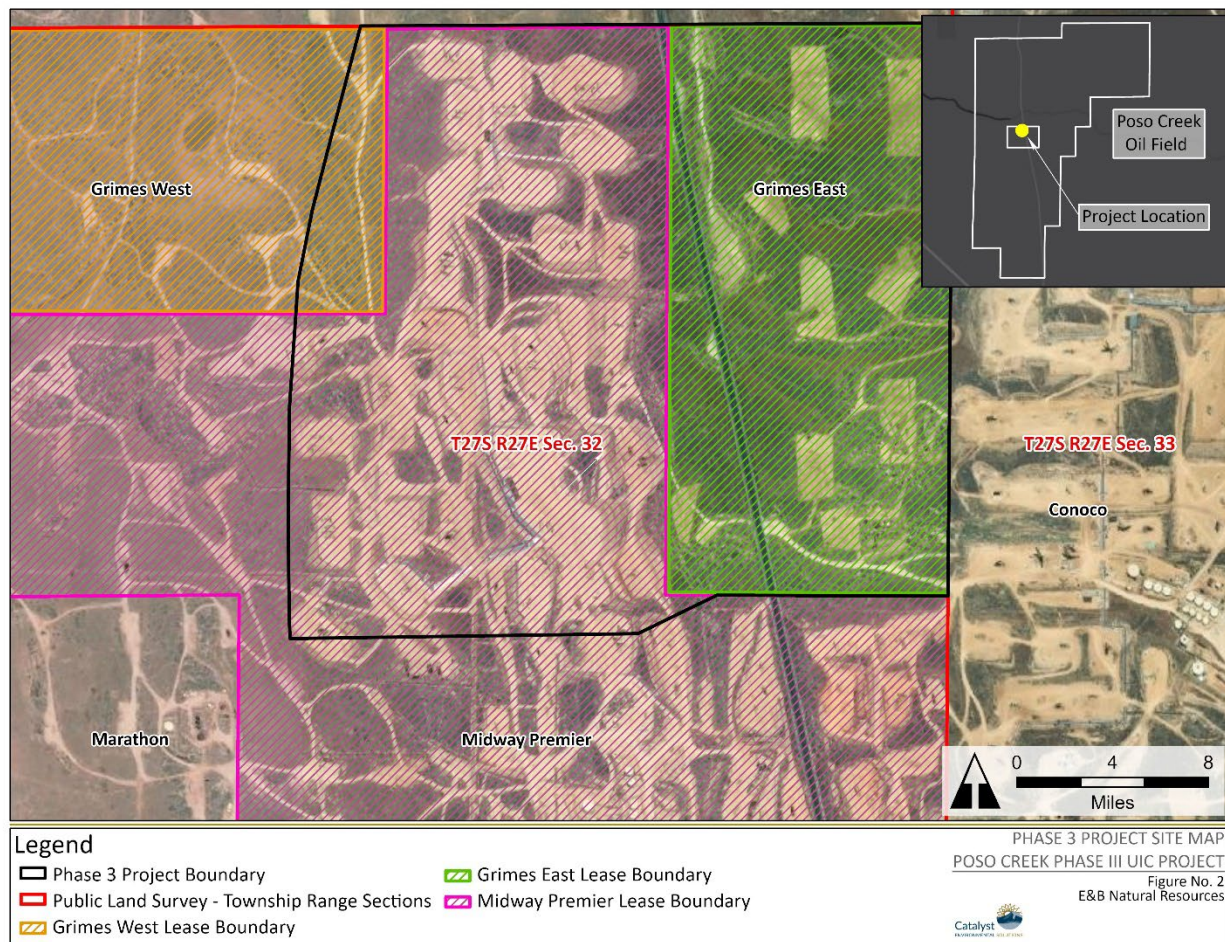 Grimes West
Grimes East
Poso Creek
Oil Field
Project Location
T27S R27E Sec. 32
T27S R27E Sec. 33
Conoco
Marathon
Midway Premier
0 4 8
Miles
Legend
Phase 3 Project Boundary
Public Land Survey - Township Range Sections
Grimes West Lease Boundary
Grimes East Lease Boundary
Midway Premier Lease Boundary
PHASE 3 PROJECT SITE MAP
POSO CREEK PHASE III UIC PROJECT
Figure No. 2
E&B Natural Resources
Catalyst
ENVIRONMENTAL SOLUTIONS